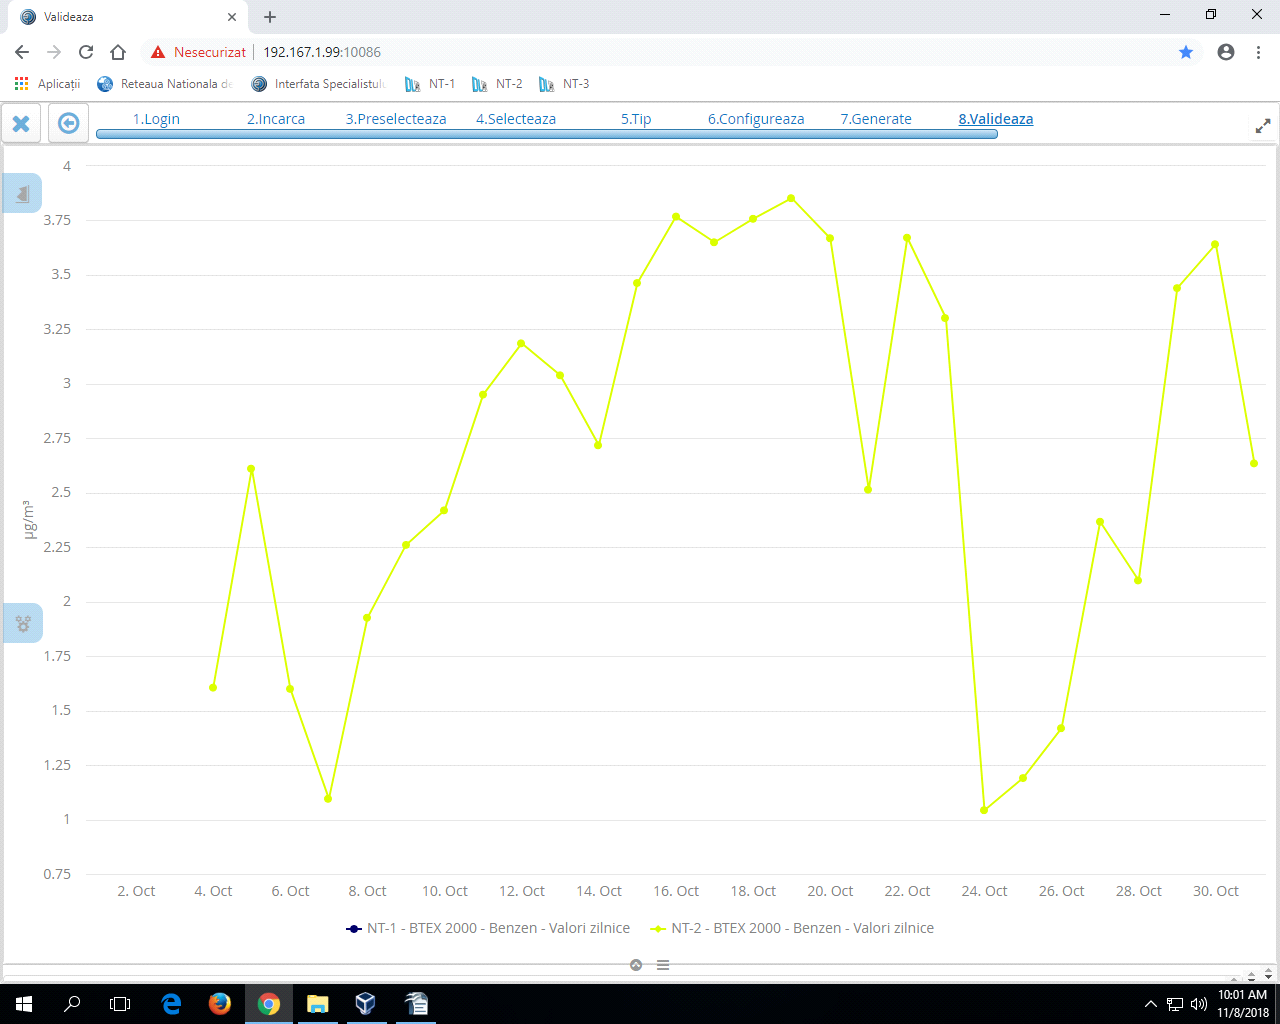 Valideaza
Nesecurizat 192.167.1.99:10086
Aplicații Reteaua Nationala de Interfata Specialistulu NT-1 NT-2 NT-3
1.Login 2.Incarca 3.Preselecteaza 4.Selecteaza 5.Tip 6.Configureaza 7.Generate 8.Valideaza
4
3.75
3.5
3.25
3
2.75
2.5
µg/m³
2.25
2
1.75
1.5
1.25
1
0.75
2. Oct 4. Oct 6. Oct 8. Oct 10. Oct 12. Oct 14. Oct 16. Oct 18. Oct 20. Oct 22. Oct 24. Oct 26. Oct 28. Oct 30. Oct
NT-1 - BTEX 2000 - Benzen - Valori zilnice NT-2 - BTEX 2000 - Benzen - Valori zilnice
10:01 AM
11/8/2018